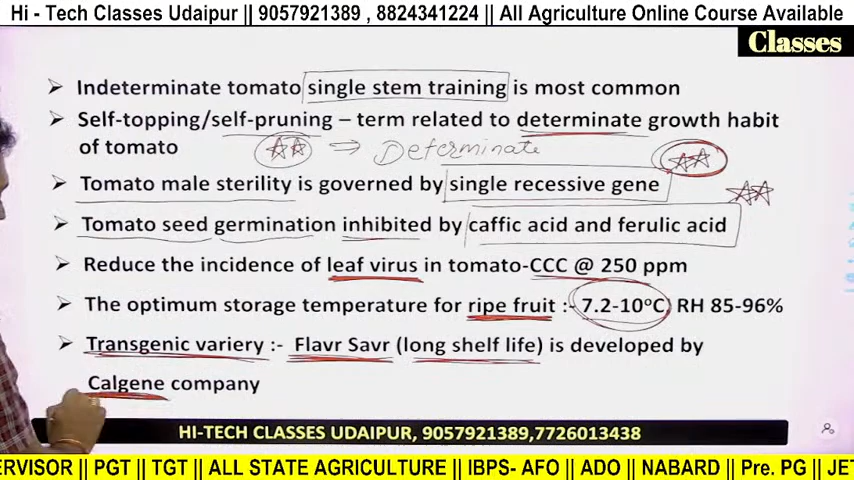 Hi - Tech Classes Udaipur || 9057921389 , 8824341224 || All Agriculture Online Course Available
Classes
➢ Indeterminate tomato single stem training is most common
➢ Self-topping/self-pruning – term related to determinate growth habit
of tomato
⇒ Determinate
➢ Tomato male sterility is governed by single recessive gene
➢ Tomato seed germination inhibited by caffic acid and ferulic acid
➢ Reduce the incidence of leaf virus in tomato-CCC @ 250 ppm
➢ The optimum storage temperature for ripe fruit :- 7.2-10°C, RH 85-96%
➢ Transgenic variery :- Flavr Savr (long shelf life) is developed by
Calgene company
HI-TECH CLASSES UDAIPUR, 9057921389,7726013438
ERVISOR || PGT || TGT || ALL STATE AGRICULTURE || IBPS- AFO || ADO || NABARD || Pre. PG || JET